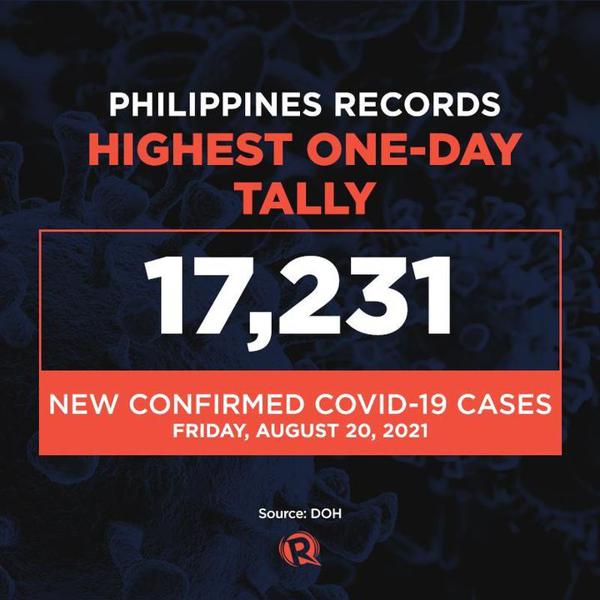 PHILIPPINES RECORDS
HIGHEST ONE-DAY
TALLY
17,231
NEW CONFIRMED COVID-19 CASES
FRIDAY, AUGUST 20, 2021
Source: DOH
R